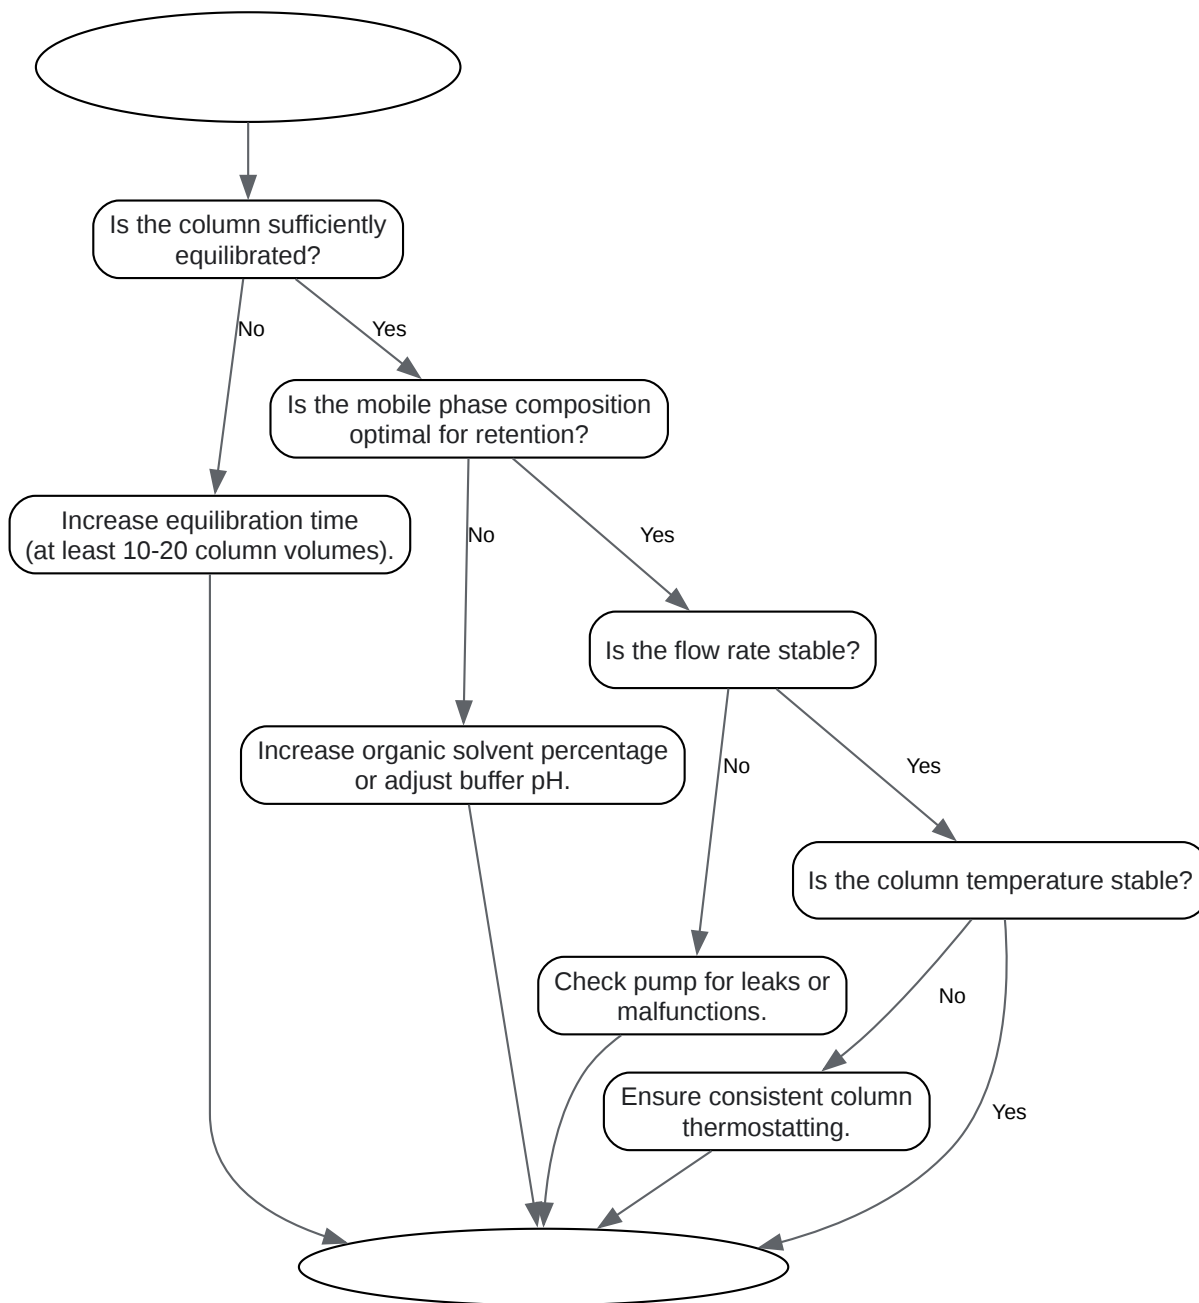 Is the column sufficiently
equilibrated?
No
Yes
Is the mobile phase composition
optimal for retention?
Increase equilibration time
(at least 10-20 column volumes).
No
Yes
Is the flow rate stable?
Increase organic solvent percentage
or adjust buffer pH.
No
Yes
Is the column temperature stable?
Check pump for leaks or
malfunctions.
No
Ensure consistent column
thermostatting.
Yes